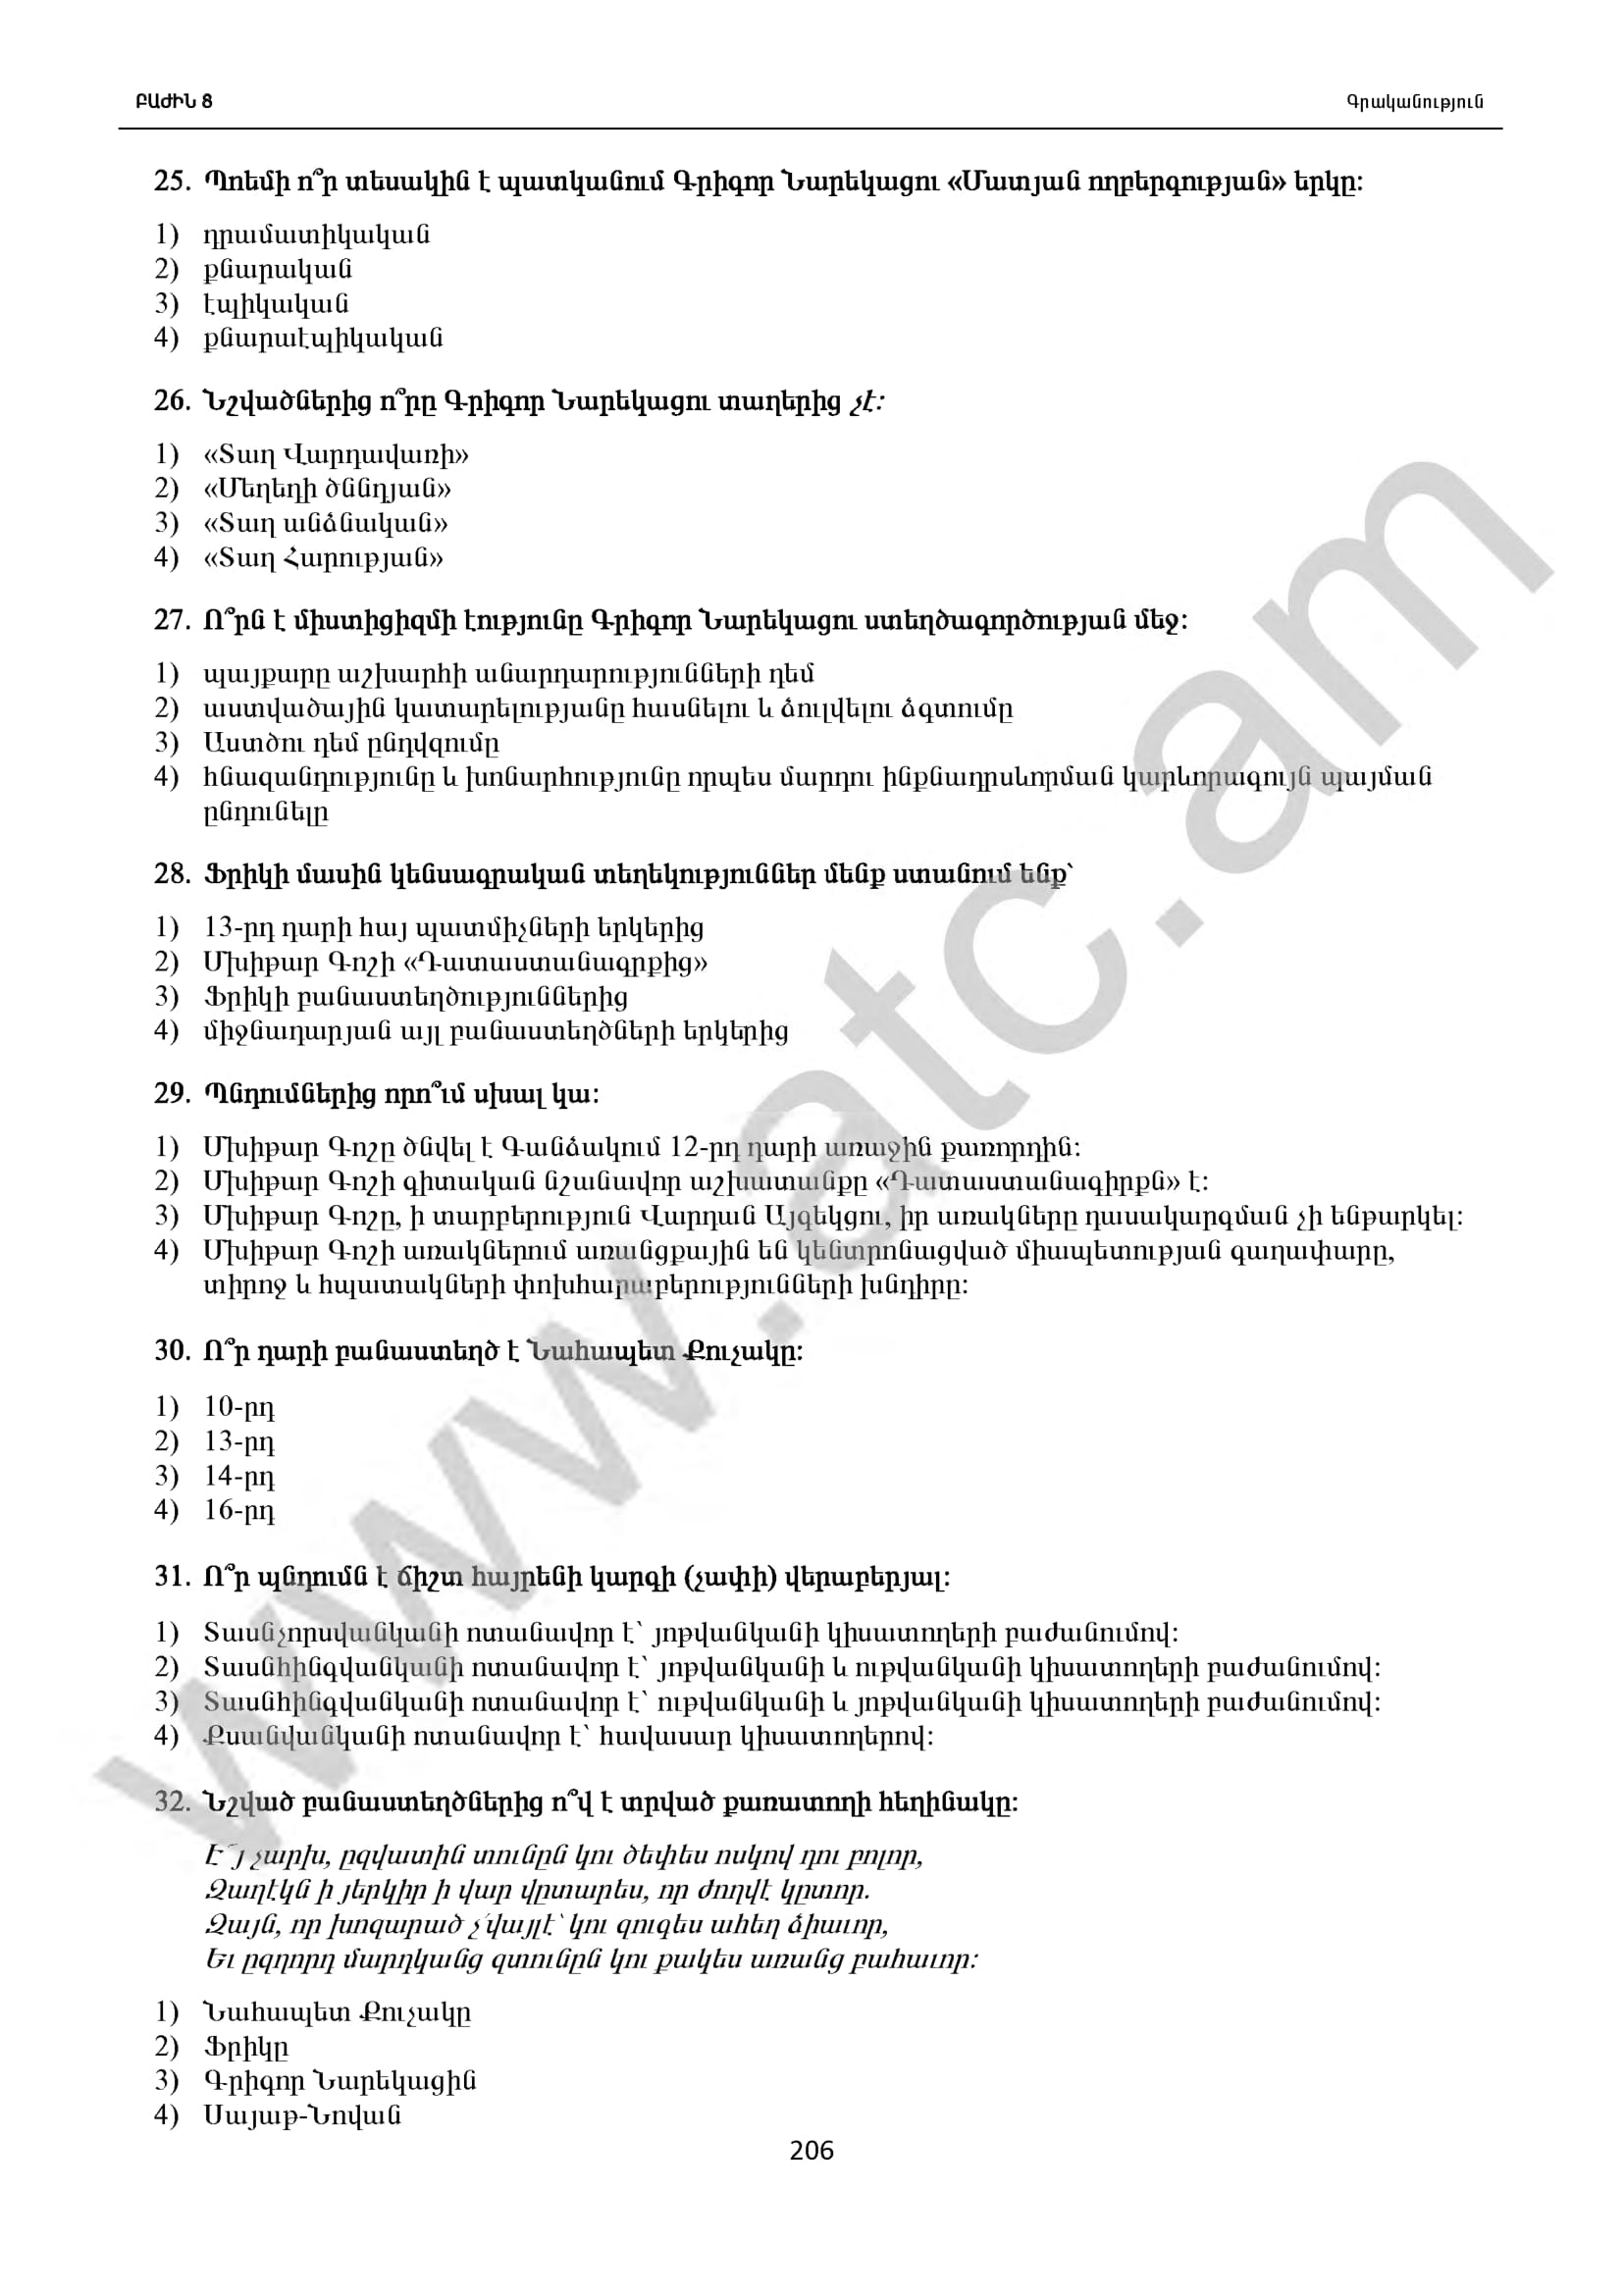 ԲԱԺԻՆ 8
Գրականություն
25. Պոեմի ո՞ր տեսակին է պատկանում Գրիգոր Նարեկացու «Մատյան ողբերգության» երկը:
1) դրամատիկական
2) քնարական
3) էպիկական
4) քնարաէպիկական
26. Նշվածներից ո՞րը Գրիգոր Նարեկացու տաղերից չէ:
1) «Տաղ Վարդավառի»
2) «Մեղեդի ծննդյան»
3) «Տաղ անձնական»
4) «Տաղ Հարության»
27. Ո՞րն է միստիցիզմի էությունը Գրիգոր Նարեկացու ստեղծագործության մեջ:
1) պայքարը աշխարհի անարդարությունների դեմ
2) աստվածային կատարելությանը հասնելու և ձուլվելու ձգտումը
3) Աստծու դեմ ընդվզումը
4) հնազանդությունը և խոնարհությունը որպես մարդու ինքնադրսևորման կարևորագույն պայման
ընդունելը
28. Ֆրիկի մասին կենսագրական տեղեկություններ մենք ստանում ենք՝
1) 13-րդ դարի հայ պատմիչների երկերից
2) Մխիթար Գոշի «Դատաստանագրքից»
3) Ֆրիկի բանաստեղծություններից
4) միջնադարյան այլ բանաստեղծների երկերից
29. Պնդումներից որո՞ւմ սխալ կա:
1) Մխիթար Գոշը ծնվել է Գանձակում 12-րդ դարի առաջին քառորդին:
2) Մխիթար Գոշի գիտական նշանավոր աշխատանքը «Դատաստանագիրքն» է:
3) Մխիթար Գոշը, ի տարբերություն Վարդան Այգեկցու, իր առակները դասակարգման չի ենթարկել:
4) Մխիթար Գոշի առակներում առանցքային են կենտրոնացված միապետության գաղափարը,
տիրոջ և հպատակների փոխհարաբերությունների խնդիրը:
30. Ո՞ր դարի բանաստեղծ է Նահապետ Քուչակը:
1) 10-րդ
2) 13-րդ
3) 14-րդ
4) 16-րդ
31. Ո՞ր պնդումն է ճիշտ հայրենի կարգի (չափի) վերաբերյալ:
1) Տասնչորսվանկանի ոտանավոր է՝ յոթվանկանի կիսատողերի բաժանումով:
2) Տասնհինգվանկանի ոտանավոր է՝ յոթվանկանի և ութվանկանի կիսատողերի բաժանումով:
3) Տասնհինգվանկանի ոտանավոր է՝ ութվանկանի և յոթվանկանի կիսատողերի բաժանումով:
4) Քսանվանկանի ոտանավոր է՝ հավասար կիսատողերով:
32. Նշված բանաստեղծներից ո՞վ է տրված քառատողի հեղինակը:
Է՜յ չարխ, ըզվատին տունըն կու ծեփես ոսկով դու բոլոր,
Զաղէկն ի յերկիր ի վար վըտարես, որ ժողվէ կըտոր.
Զայն, որ խոզարած չ՛վայլէ՝ կու զուգես ահեղ ձիաւոր,
Եւ ըզղորդ մարդկանց զտունըն կու քակես առանց բահաւոր:
1) Նահապետ Քուչակը
2) Ֆրիկը
3) Գրիգոր Նարեկացին
4) Սայաթ-Նովան
206
www.atc.am